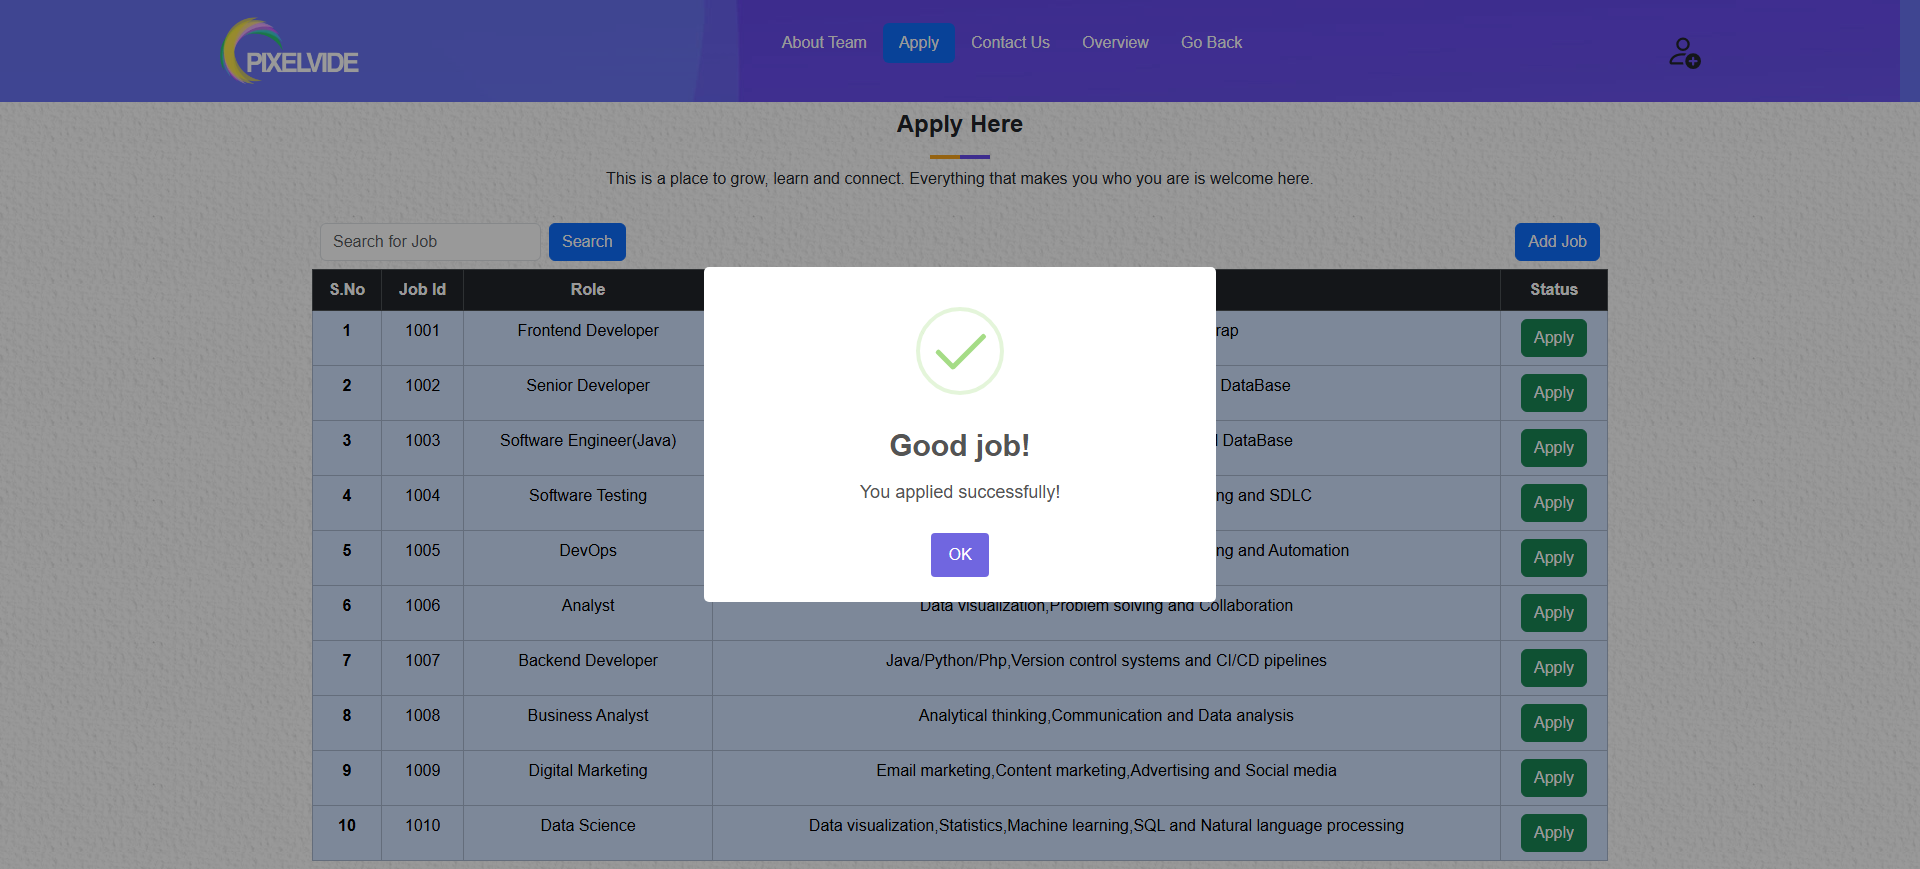 PIXELVIDE
About Team Apply Contact Us Overview Go Back
Apply Here
This is a place to grow, learn and connect. Everything that makes you who you are is welcome here.
Search for Job Search Add Job
S.No Job Id Role Status
1 1001 Frontend Developer rap Apply
2 1002 Senior Developer DataBase Apply
3 1003 Software Engineer(Java) DataBase Apply
4 1004 Software Testing ng and SDLC Apply
5 1005 DevOps ng and Automation Apply
6 1006 Analyst Data visualization,Problem solving and Collaboration Apply
7 1007 Backend Developer Java/Python/Php,Version control systems and CI/CD pipelines Apply
8 1008 Business Analyst Analytical thinking,Communication and Data analysis Apply
9 1009 Digital Marketing Email marketing,Content marketing,Advertising and Social media Apply
10 1010 Data Science Data visualization,Statistics,Machine learning,SQL and Natural language processing Apply
Good job!
You applied successfully!
OK